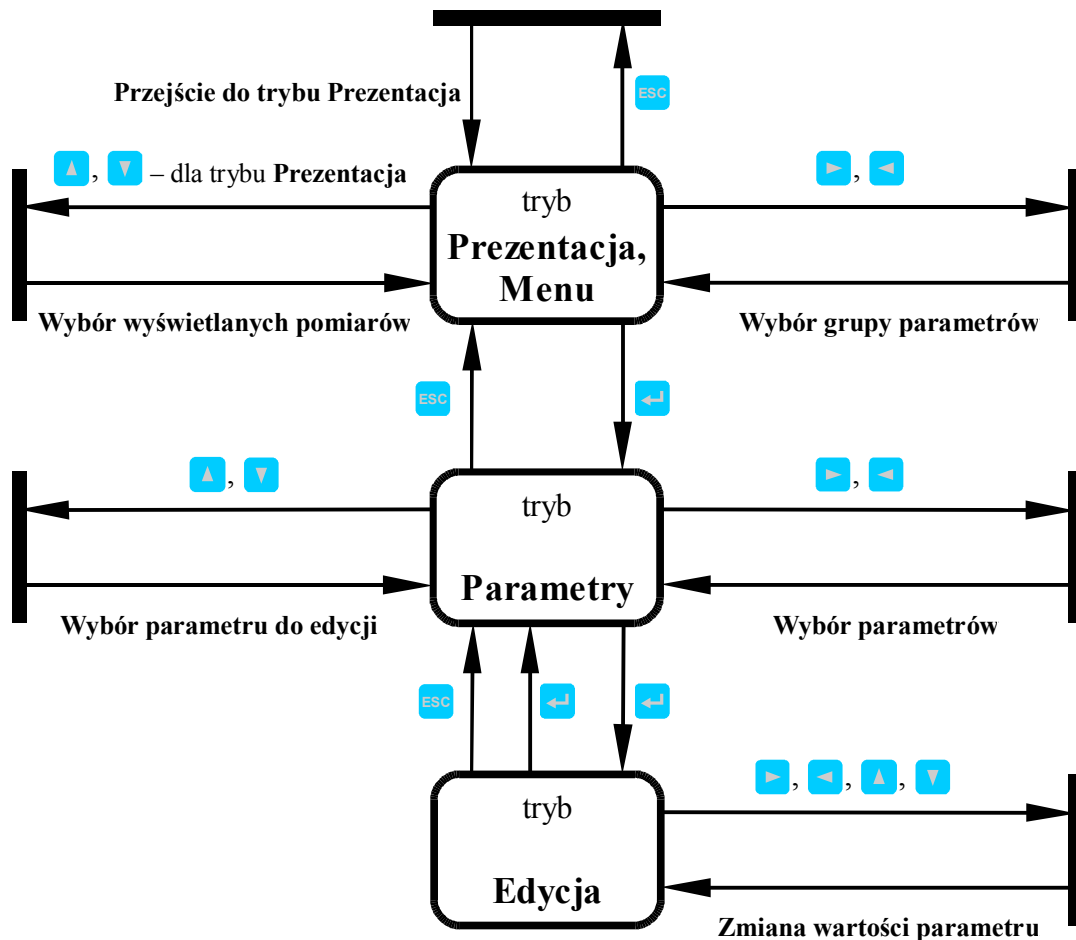 Przejście do trybu Prezentacja
ESC
, – dla trybu Prezentacja
,
tryb
Prezentacja,
Menu
Wybór wyświetlanych pomiarów
Wybór grupy parametrów
ESC
,
,
tryb
Parametry
Wybór parametru do edycji
Wybór parametrów
ESC
, , ,
tryb
Edycja
Zmiana wartości parametru